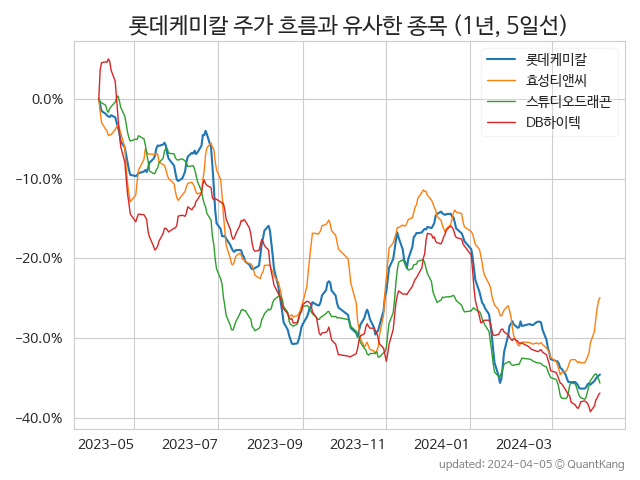 롯데케미칼 주가 흐름과 유사한 종목 (1년, 5일선)
롯데케미칼
효성티앤씨
스튜디오드래곤
DB하이텍
0.0%
−10.0%
−20.0%
−30.0%
−40.0%
2023-05 2023-07 2023-09 2023-11 2024-01 2024-03
updated: 2024-04-05 © QuantKang